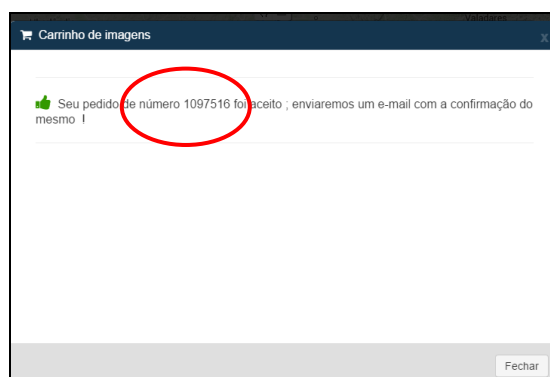 Valadares
Carrinho de imagens
x
Seu pedido de número 1097516 foi aceito ; enviaremos um e-mail com a confirmação do
mesmo !
Fechar